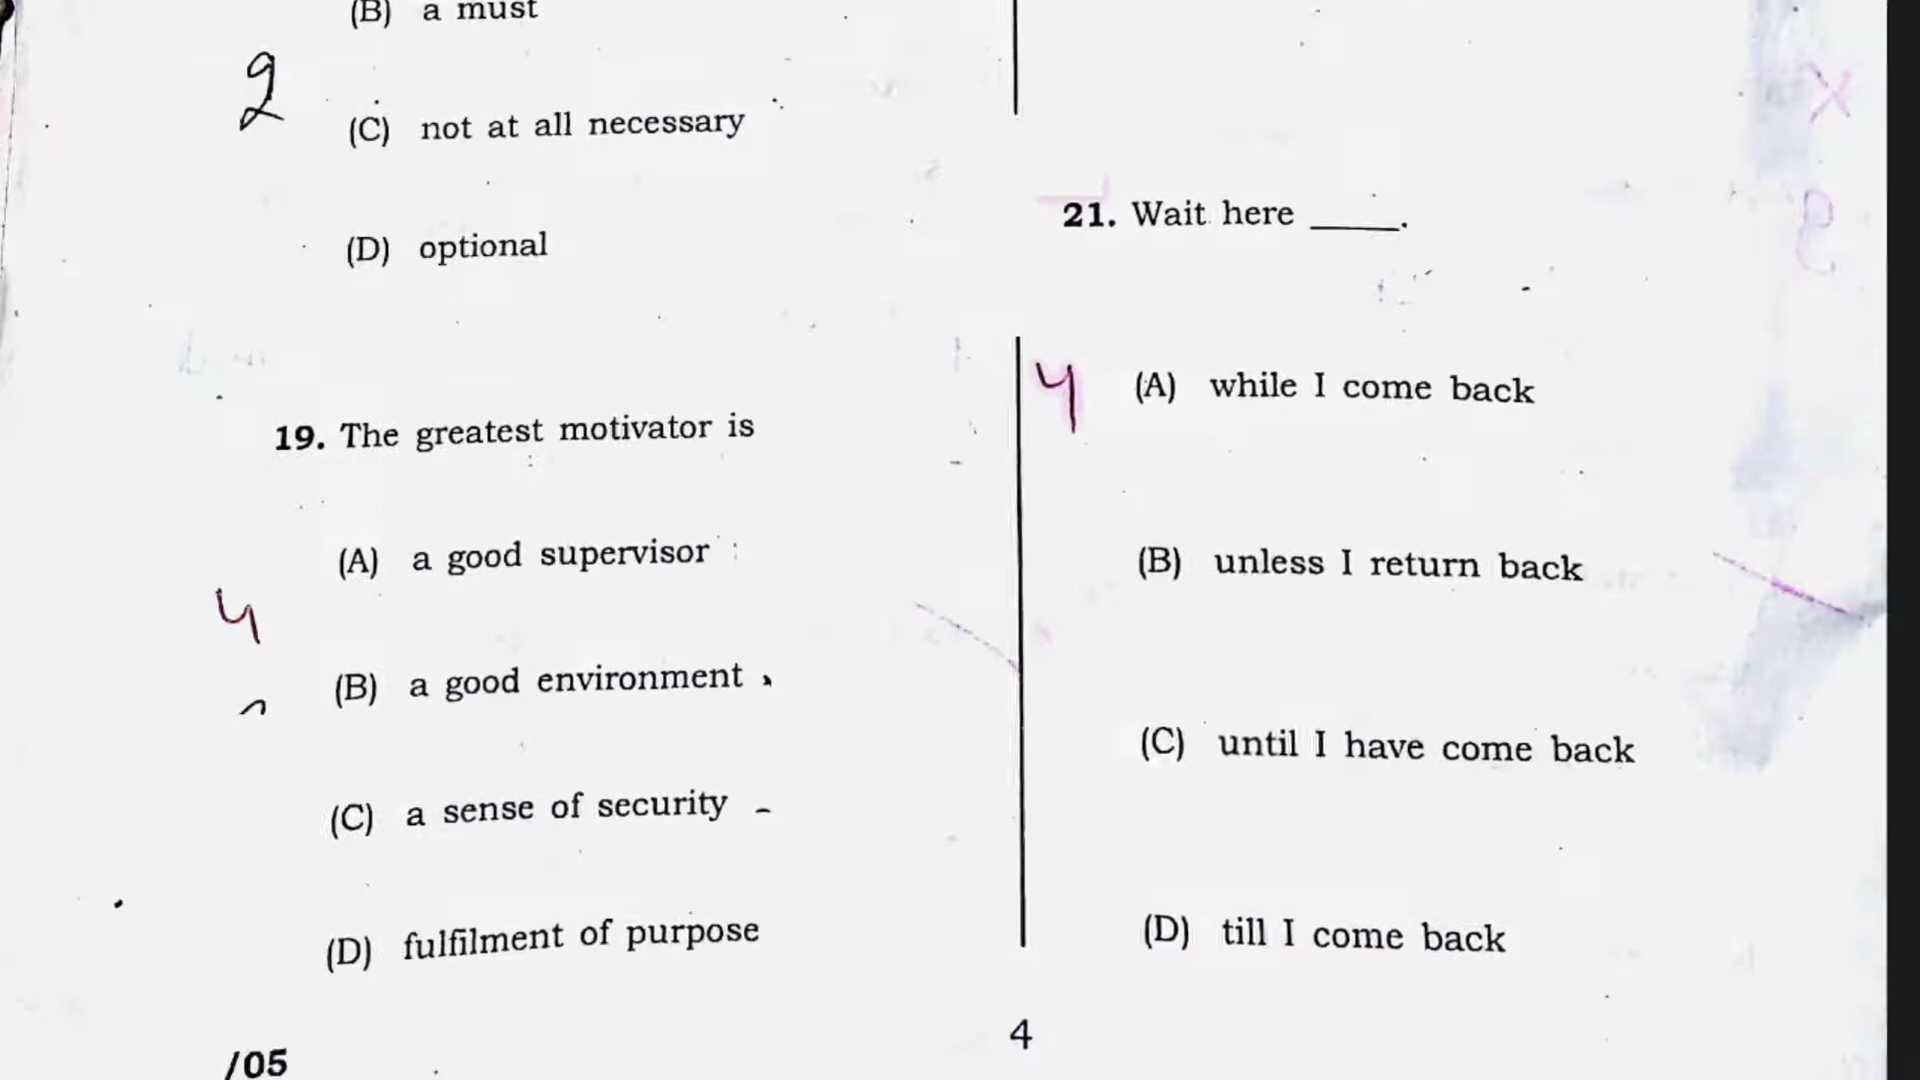 (B) a must
2
(C) not at all necessary
(D) optional
19. The greatest motivator is
(A) a good supervisor
4
(B) a good environment
(C) a sense of security
(D) fulfilment of purpose
/05
21. Wait here ____.
4
(A) while I come back
(B) unless I return back
(C) until I have come back
(D) till I come back
4